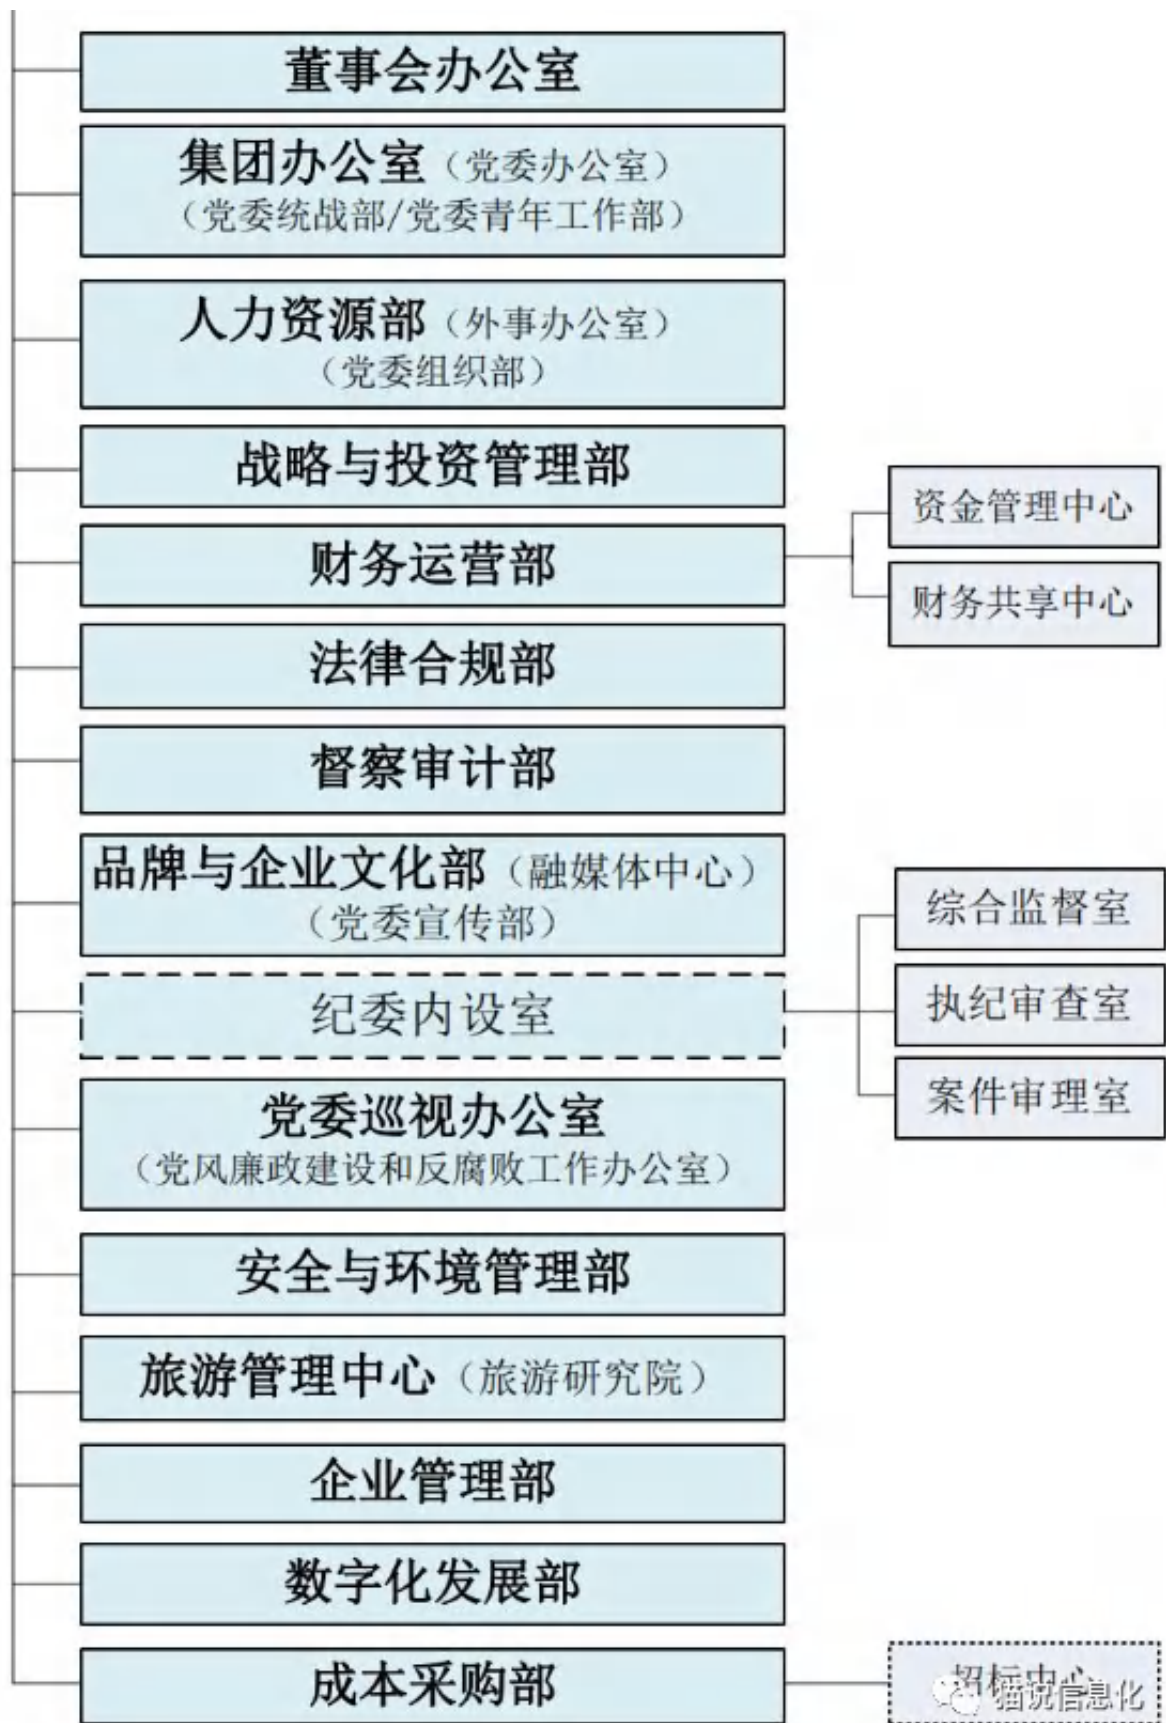 董事会办公室
集团办公室（党委办公室）
（党委统战部/党委青年工作部）
人力资源部（外事办公室）
（党委组织部）
战略与投资管理部
资金管理中心
财务运营部
财务共享中心
法律合规部
督察审计部
品牌与企业文化部（融媒体中心）
（党委宣传部）
综合监督室
纪委内设室
执纪审查室
案件审理室
党委巡视办公室
（党风廉政建设和反腐败工作办公室）
安全与环境管理部
旅游管理中心（旅游研究院）
企业管理部
数字化发展部
成本采购部
招标中心
猫说信息化